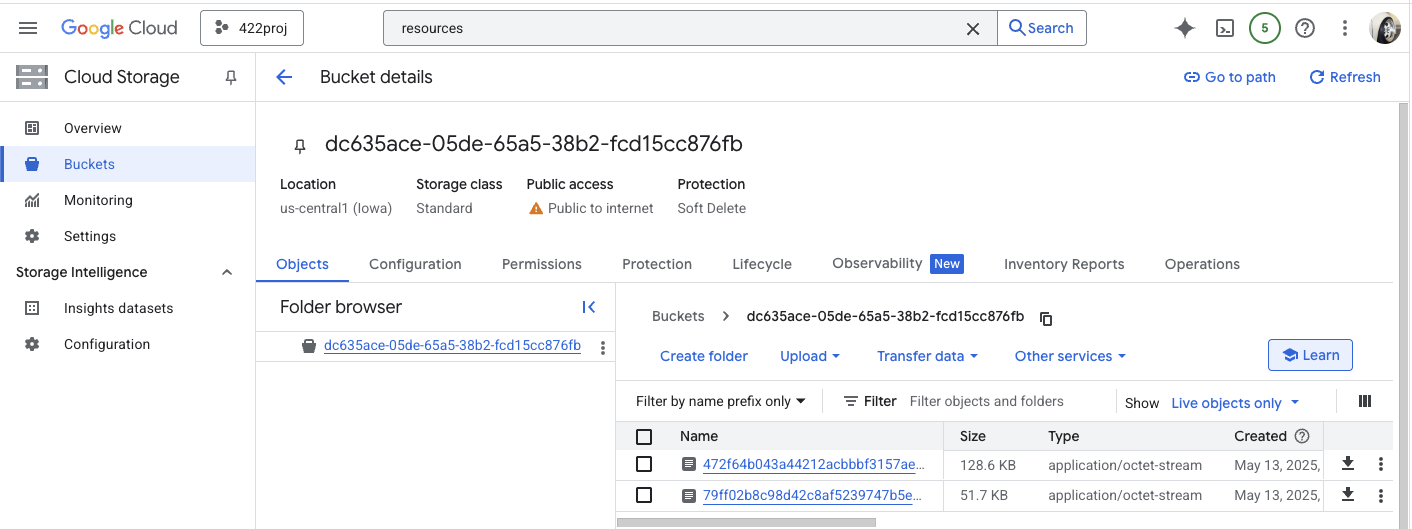 Google Cloud 422proj resources Search 5
Cloud Storage Bucket details Go to path Refresh
Overview
Buckets
Monitoring
Settings
Storage Intelligence
Insights datasets
Configuration
dc635ace-05de-65a5-38b2-fcd15cc876fb
Location Storage class Public access Protection
us-central1 (Iowa) Standard Public to internet Soft Delete
Objects Configuration Permissions Protection Lifecycle Observability New Inventory Reports Operations
Folder browser
dc635ace-05de-65a5-38b2-fcd15cc876fb
Buckets > dc635ace-05de-65a5-38b2-fcd15cc876fb
Create folder Upload Transfer data Other services Learn
Filter by name prefix only Filter Filter objects and folders Show Live objects only
Name Size Type Created
472f64b043a44212acbbbf3157ae... 128.6 KB application/octet-stream May 13, 2025,
79ff02b8c98d42c8af5239747b5e... 51.7 KB application/octet-stream May 13, 2025,